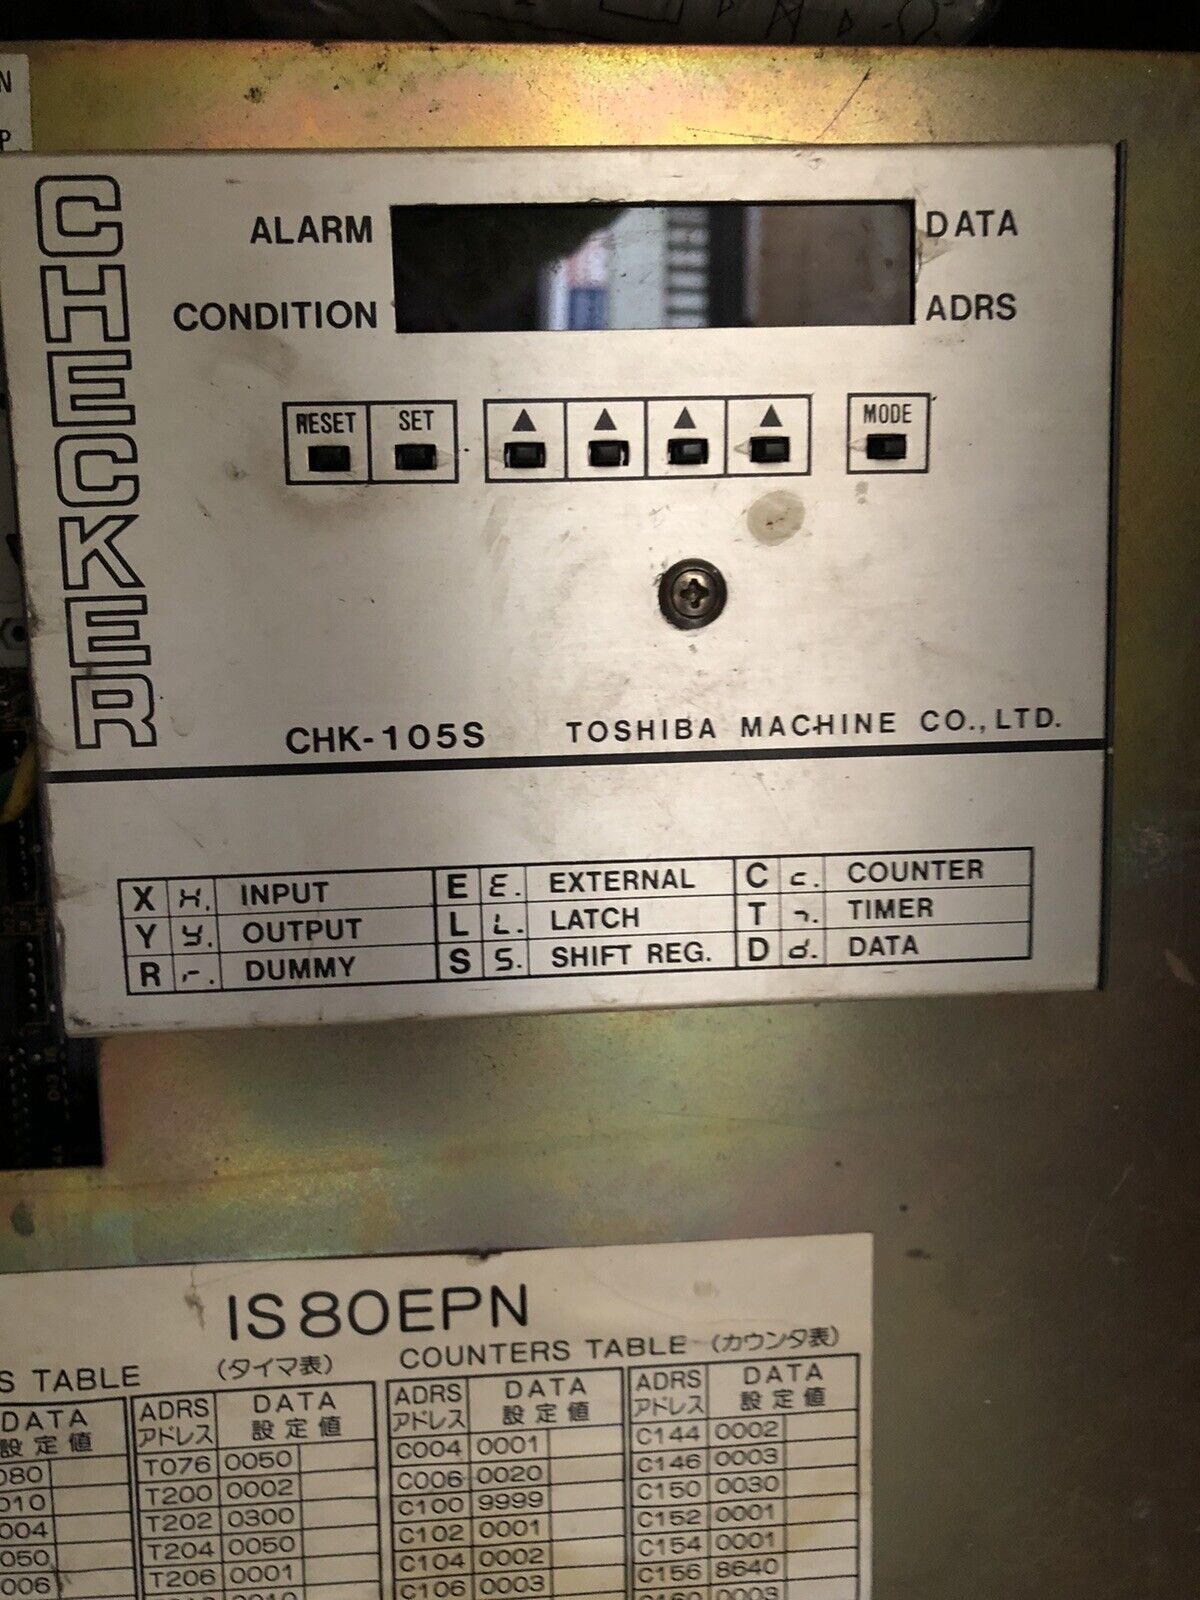 N
P
CHECKER
ALARM
DATA
CONDITION
ADRS
RESET SET MODE
CHK-105S TOSHIBA MACHINE CO., LTD.
X INPUT E EXTERNAL C COUNTER
Y OUTPUT L LATCH T TIMER
R DUMMY S SHIFT REG. D DATA
IS80EPN
S TABLE (タイマ表) COUNTERS TABLE (カウンタ表)
DATA ADRS DATA ADRS DATA ADRS DATA
設定値 アドレス 設定値 アドレス 設定値 アドレス 設定値
080 T076 0050 C004 0001 C144 0002
010 T200 0002 C006 0020 C146 0003
004 T202 0300 C100 9999 C150 0030
050 T204 0050 C102 0001 C152 0001
006 T206 0001 C104 0002 C154 0001
C106 0003 C156 8640